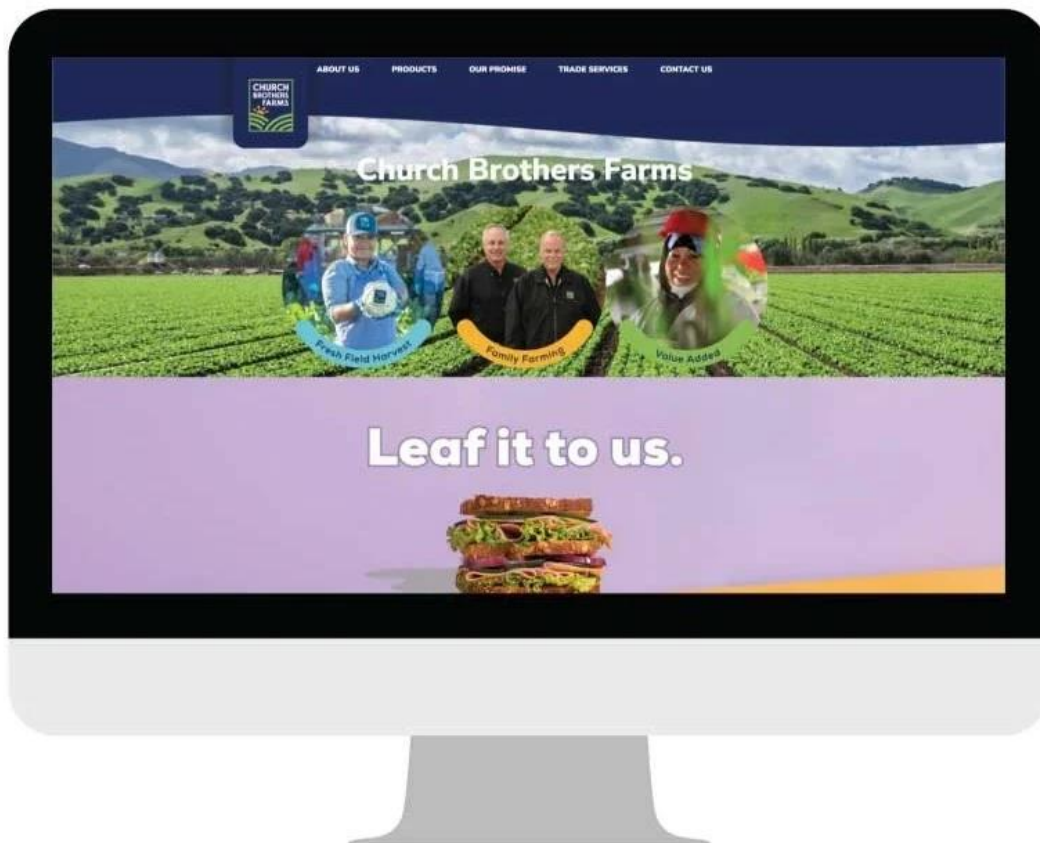 ABOUT US PRODUCTS OUR PROMISE TRADE SERVICES CONTACT US
CHURCH
BROTHERS
FARMS
Church Brothers Farms
Fresh Field Harvest
Family Farming
Value Added
Leaf it to us.